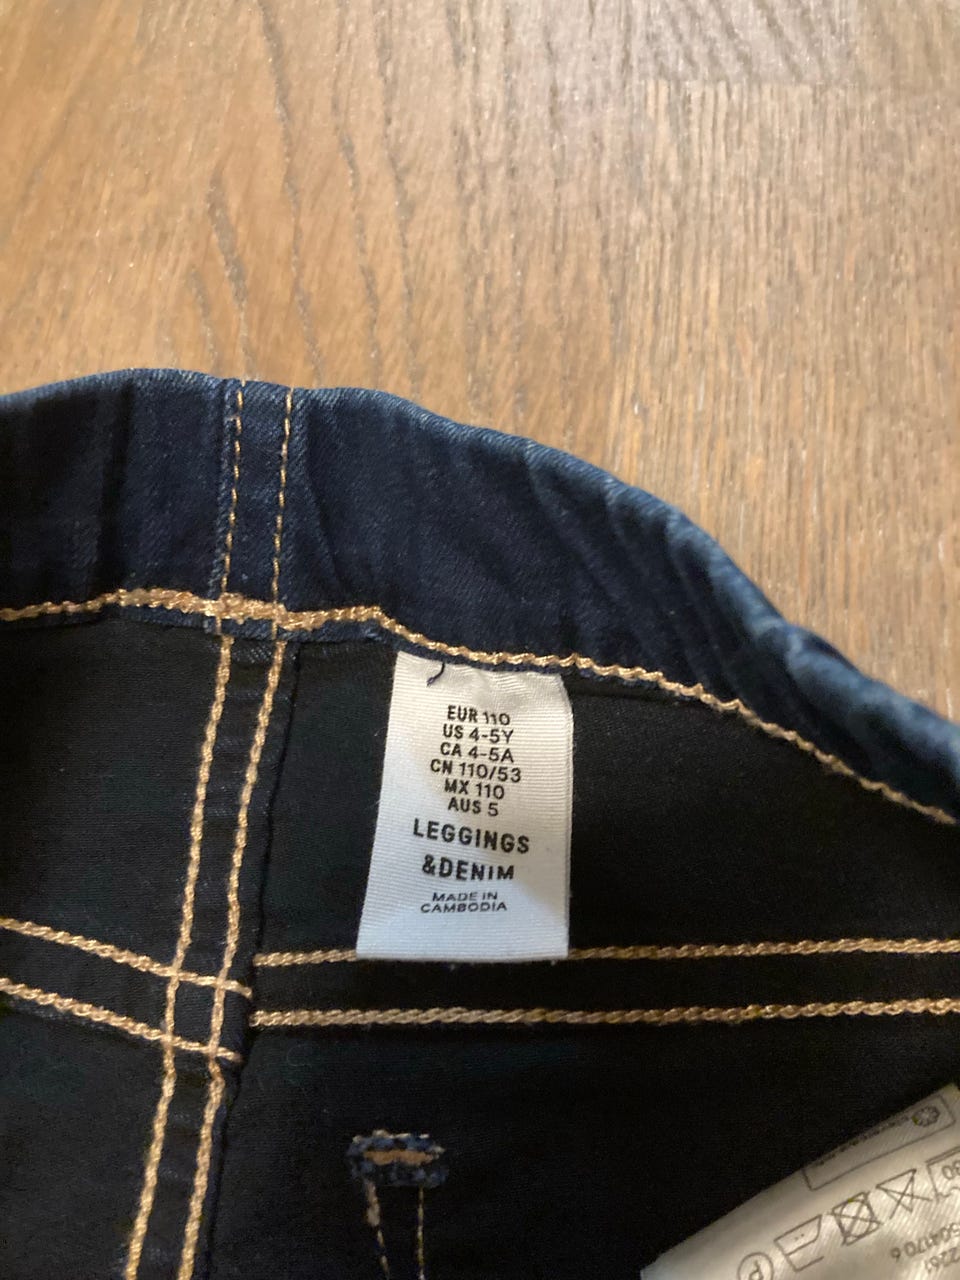 EUR 110
US 4-5Y
CA 4-5A
CN 110/53
MX 110
AUS 5
LEGGINGS
&DENIM
MADE IN
CAMBODIA